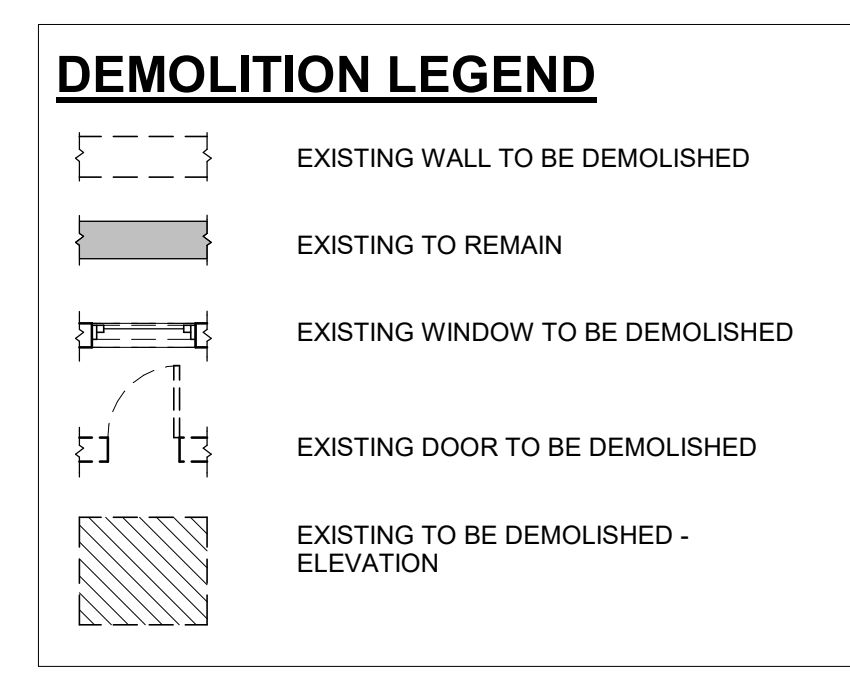 DEMOLITION LEGEND
EXISTING WALL TO BE DEMOLISHED
EXISTING TO REMAIN
EXISTING WINDOW TO BE DEMOLISHED
EXISTING DOOR TO BE DEMOLISHED
EXISTING TO BE DEMOLISHED -
ELEVATION